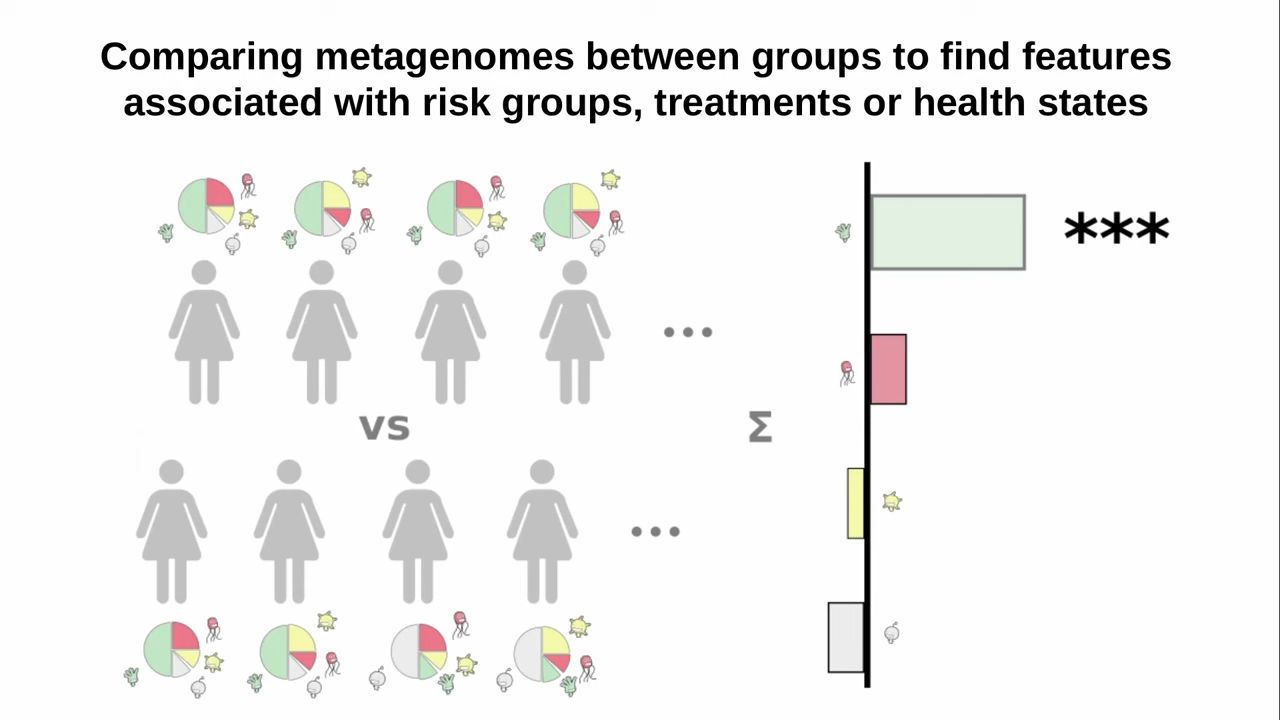 Comparing metagenomes between groups to find features
associated with risk groups, treatments or health states
***
...
vs
Σ
...